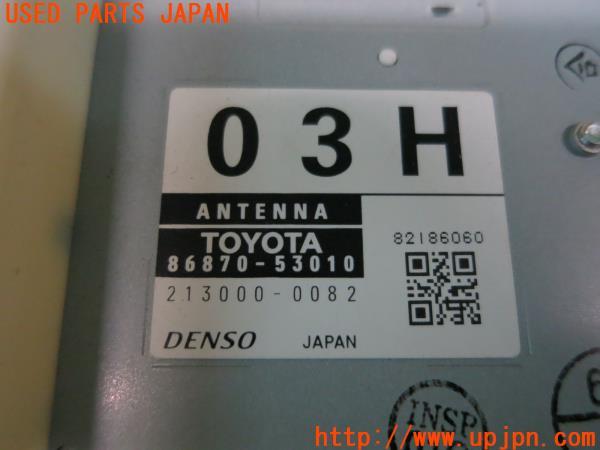 USED PARTS JAPAN
03H
ANTENNA
TOYOTA
86870-53010
82186060
213000-0082
DENSO JAPAN
INSP
http://www.upjpn.com